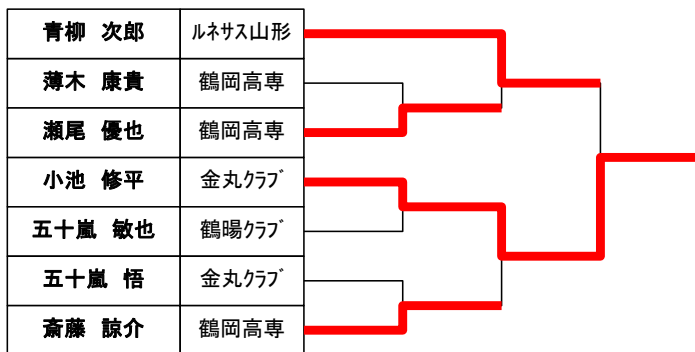 青柳 次郎 ﾙﾈｻｽ山形
薄木 康貴 鶴岡高専
瀬尾 優也 鶴岡高専
小池 修平 金丸ｸﾗﾌﾞ
五十嵐 敏也 鶴暘ｸﾗﾌﾞ
五十嵐 悟 金丸ｸﾗﾌﾞ
斎藤 諒介 鶴岡高専